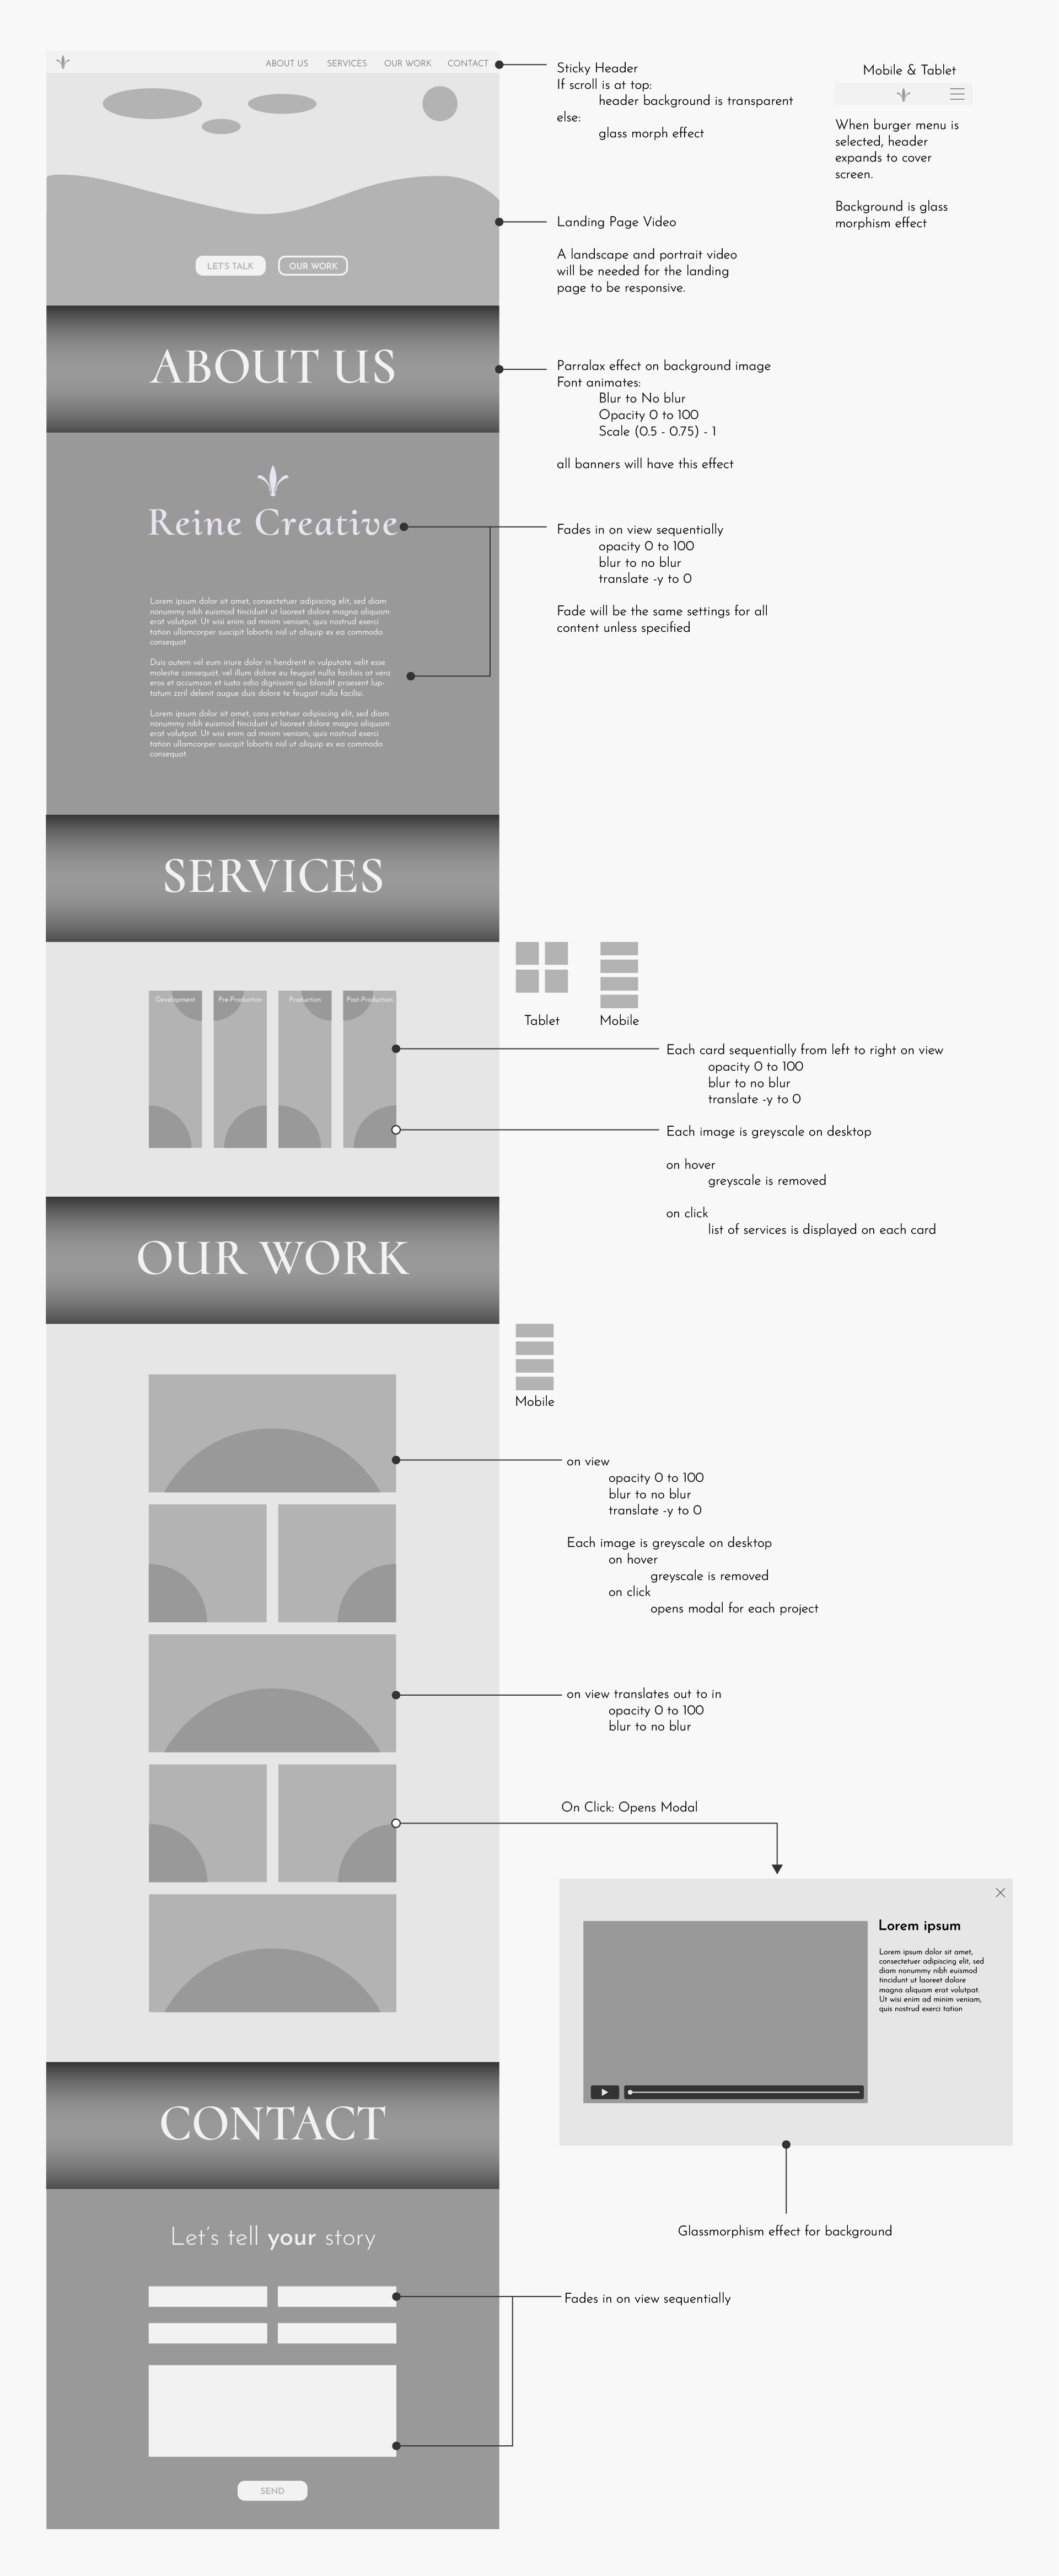 ABOUT US SERVICES OUR WORK CONTACT
Sticky Header
If scroll is at top:
header background is transparent
else:
glass morph effect
Mobile & Tablet
When burger menu is
selected, header
expands to cover
screen.
Background is glass
morphism effect
Landing Page Video
A landscape and portrait video
will be needed for the landing
page to be responsive.
LET'S TALK OUR WORK
ABOUT US
Parralax effect on background image
Font animates:
Blur to No blur
Opacity 0 to 100
Scale (0.5 - 0.75) - 1
all banners will have this effect
Reine Creative
Fades in on view sequentially
opacity 0 to 100
blur to no blur
translate -y to 0
Fade will be the same settings for all
content unless specified
Lorem ipsum dolor sit amet, consectetuer adipiscing elit, sed diam
nonummy nibh euismod tincidunt ut laoreet dolore magna aliquam
erat volutpat. Ut wisi enim ad minim veniam, quis nostrud exerci
tation ullamcorper suscipit lobortis nisl ut aliquip ex ea commodo
consequat.
Duis autem vel eum iriure dolor in hendrerit in vulputate velit esse
molestie consequat, vel illum dolore eu feugiat nulla facilisis at vero
eros et accumsan et iusto odio dignissim qui blandit praesent lup-
tatum zzril delenit augue duis dolore te feugait nulla facilisi.
Lorem ipsum dolor sit amet, cons ectetuer adipiscing elit, sed diam
nonummy nibh euismod tincidunt ut laoreet dolore magna aliquam
erat volutpat. Ut wisi enim ad minim veniam, quis nostrud exerci
tation ullamcorper suscipit lobortis nisl ut aliquip ex ea commodo
consequat.
SERVICES
Development Pre-Production Production Post-Production
Tablet Mobile
Each card sequentially from left to right on view
opacity 0 to 100
blur to no blur
translate -y to 0
Each image is greyscale on desktop
on hover
greyscale is removed
on click
list of services is displayed on each card
OUR WORK
Mobile
on view
opacity 0 to 100
blur to no blur
translate -y to 0
Each image is greyscale on desktop
on hover
greyscale is removed
on click
opens modal for each project
on view translates out to in
opacity 0 to 100
blur to no blur
On Click: Opens Modal
Lorem ipsum
Lorem ipsum dolor sit amet,
consectetuer adipiscing elit, sed
diam nonummy nibh euismod
tincidunt ut laoreet dolore
magna aliquam erat volutpat.
Ut wisi enim ad minim veniam,
quis nostrud exerci tation
Glassmorphism effect for background
CONTACT
Let's tell your story
Fades in on view sequentially
SEND